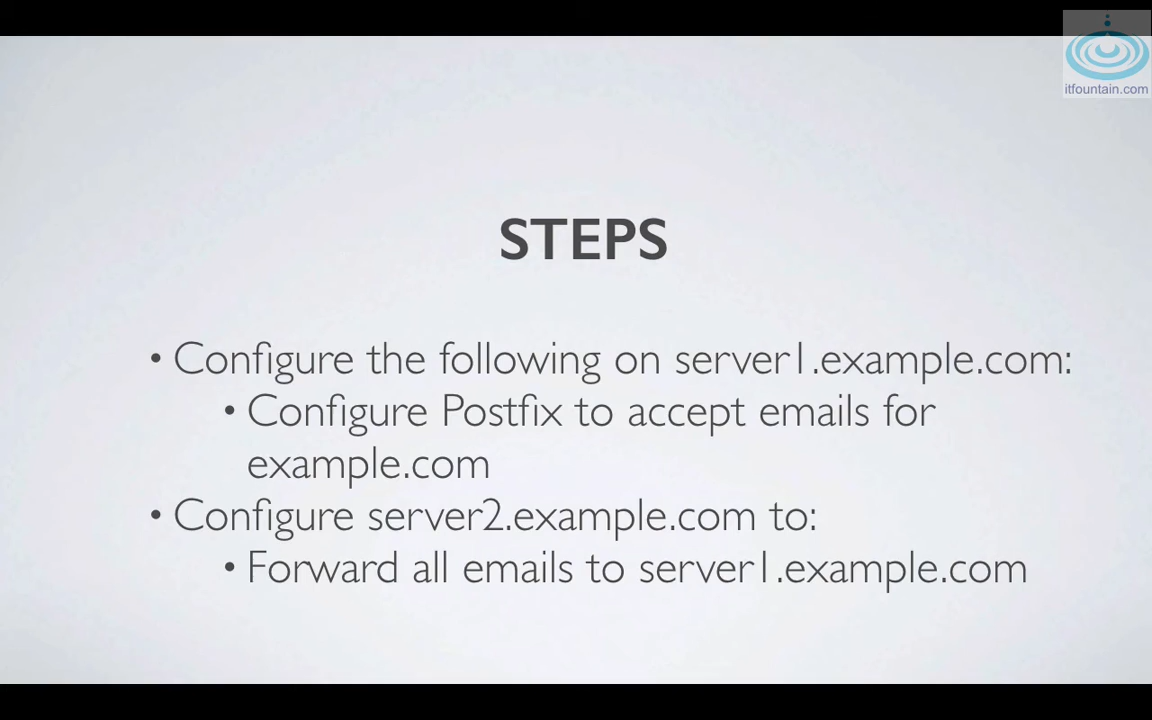 itfountain.com
STEPS
• Configure the following on server1.example.com:
• Configure Postfix to accept emails for
example.com
• Configure server2.example.com to:
• Forward all emails to server1.example.com